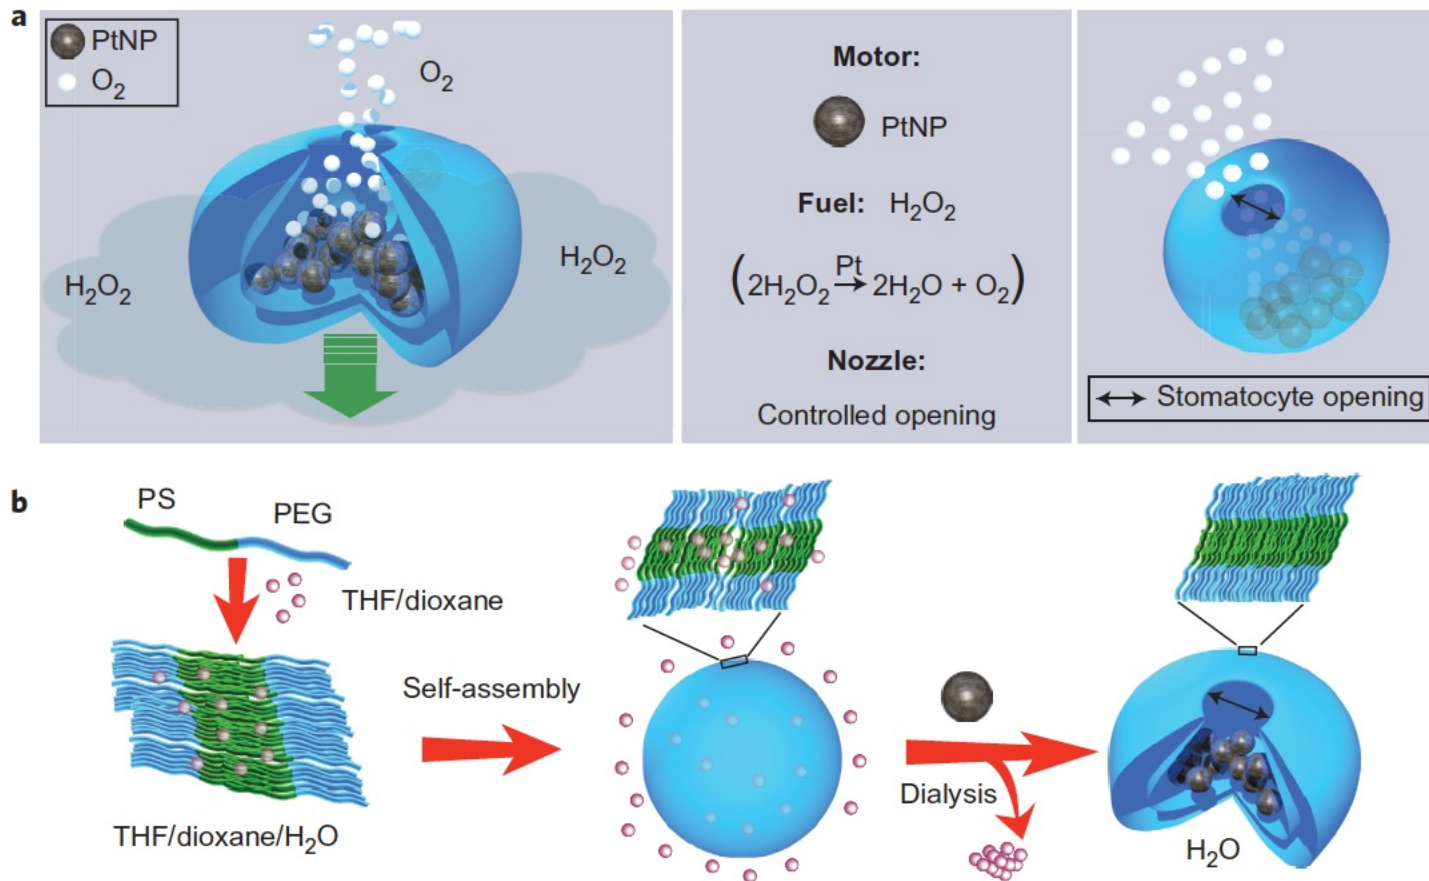 a
PtNP
O₂
O₂
H₂O₂
H₂O₂
Motor:
PtNP
Fuel: H₂O₂
(2H₂O₂ Pt→ 2H₂O + O₂)
Nozzle:
Controlled opening
Stomatocyte opening
b
PS
PEG
THF/dioxane
THF/dioxane/H₂O
Self-assembly
Dialysis
H₂O